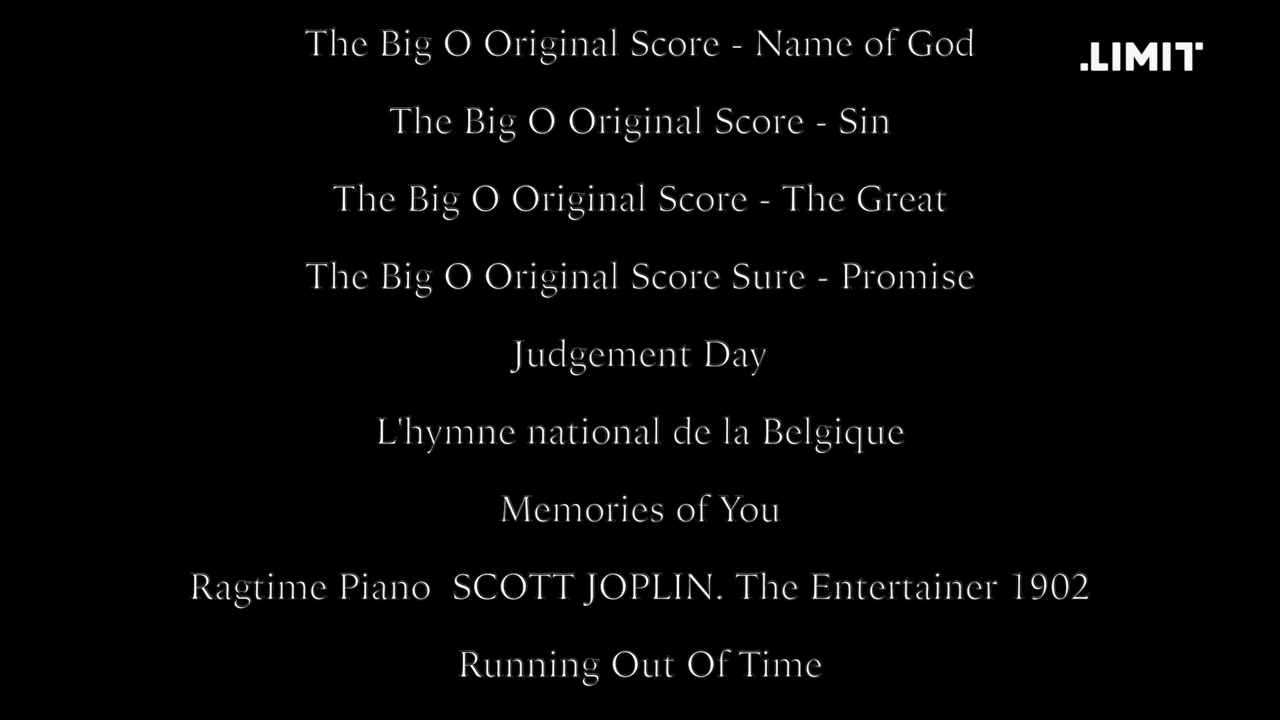 The Big O Original Score - Name of God
.LIMIT
The Big O Original Score - Sin
The Big O Original Score - The Great
The Big O Original Score Sure - Promise
Judgement Day
L'hymne national de la Belgique
Memories of You
Ragtime Piano  SCOTT JOPLIN. The Entertainer 1902
Running Out Of Time